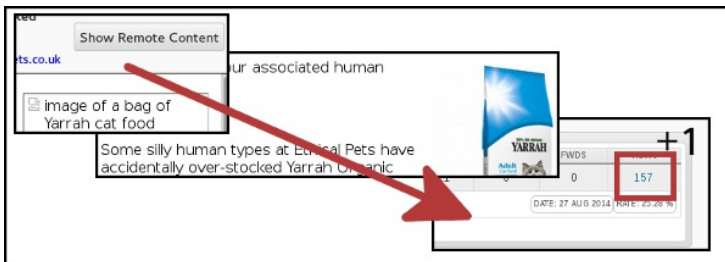 Show Remote Content
ets.co.uk
image of a bag of
Yarrah cat food
ur associated human
Some silly human types at Ethical Pets have
accidentally over-stocked Yarrah Organic
YARRAH
Adult
+1
FWDS
0
157
DATE: 27 AUG 2014
RATE: 25.28 %